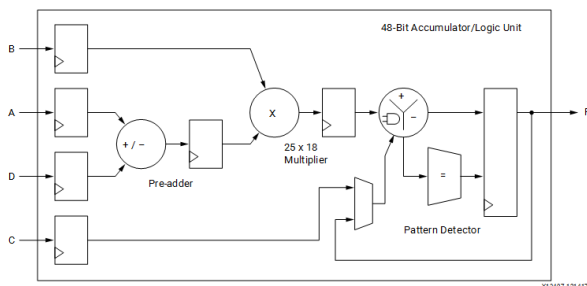 48-Bit Accumulator/Logic Unit
B
A
+
-
X
+ / -
25 x 18
Multiplier
D
Pre-adder
=
C
Pattern Detector